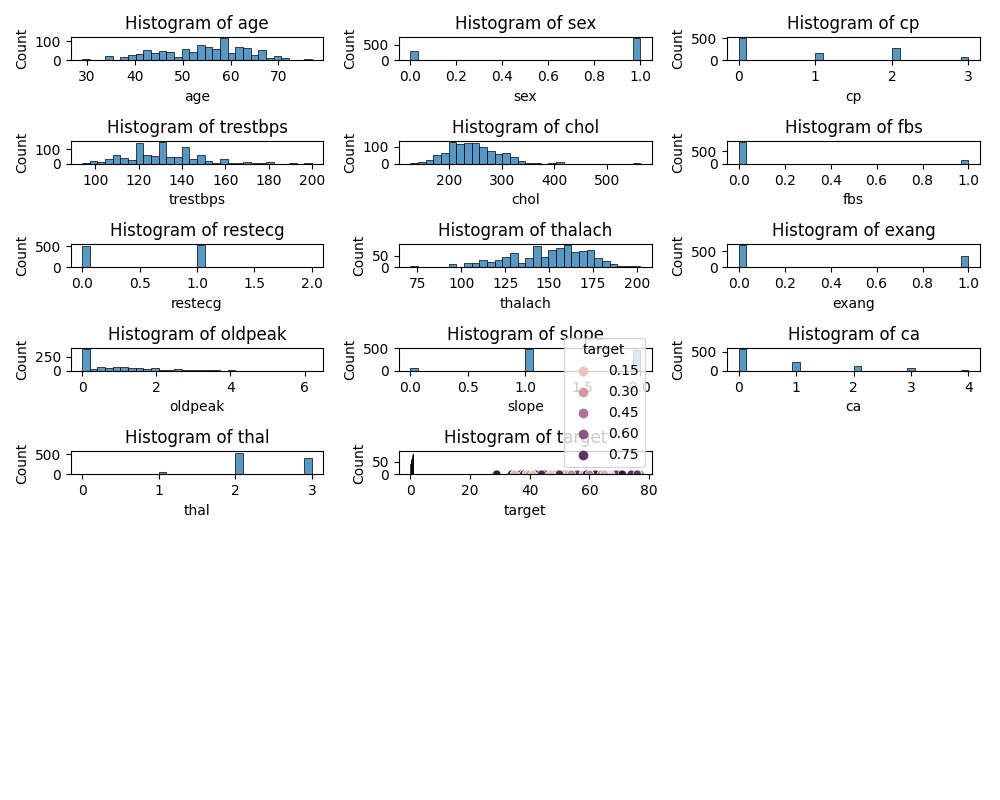 Histogram of age
Count
100
0
30 40 50 60 70
age
Histogram of sex
Count
500
0
0.0 0.2 0.4 0.6 0.8 1.0
sex
Histogram of cp
Count
500
0
0 1 2 3
cp
Histogram of trestbps
Count
100
0
100 120 140 160 180 200
trestbps
Histogram of chol
Count
100
0
200 300 400 500
chol
Histogram of fbs
Count
500
0
0.0 0.2 0.4 0.6 0.8 1.0
fbs
Histogram of restecg
Count
500
0
0.0 0.5 1.0 1.5 2.0
restecg
Histogram of thalach
Count
50
0
75 100 125 150 175 200
thalach
Histogram of exang
Count
500
0
0.0 0.2 0.4 0.6 0.8 1.0
exang
Histogram of oldpeak
Count
250
0
0 2 4 6
oldpeak
Histogram of slope
Count
500
0
0.0 0.5 1.0 1.5 2.0
slope
target
0.15
0.30
0.45
0.60
0.75
Histogram of ca
Count
500
0
0 1 2 3 4
ca
Histogram of thal
Count
500
0
0 1 2 3
thal
Histogram of target
Count
50
0
0 20 40 60 80
target